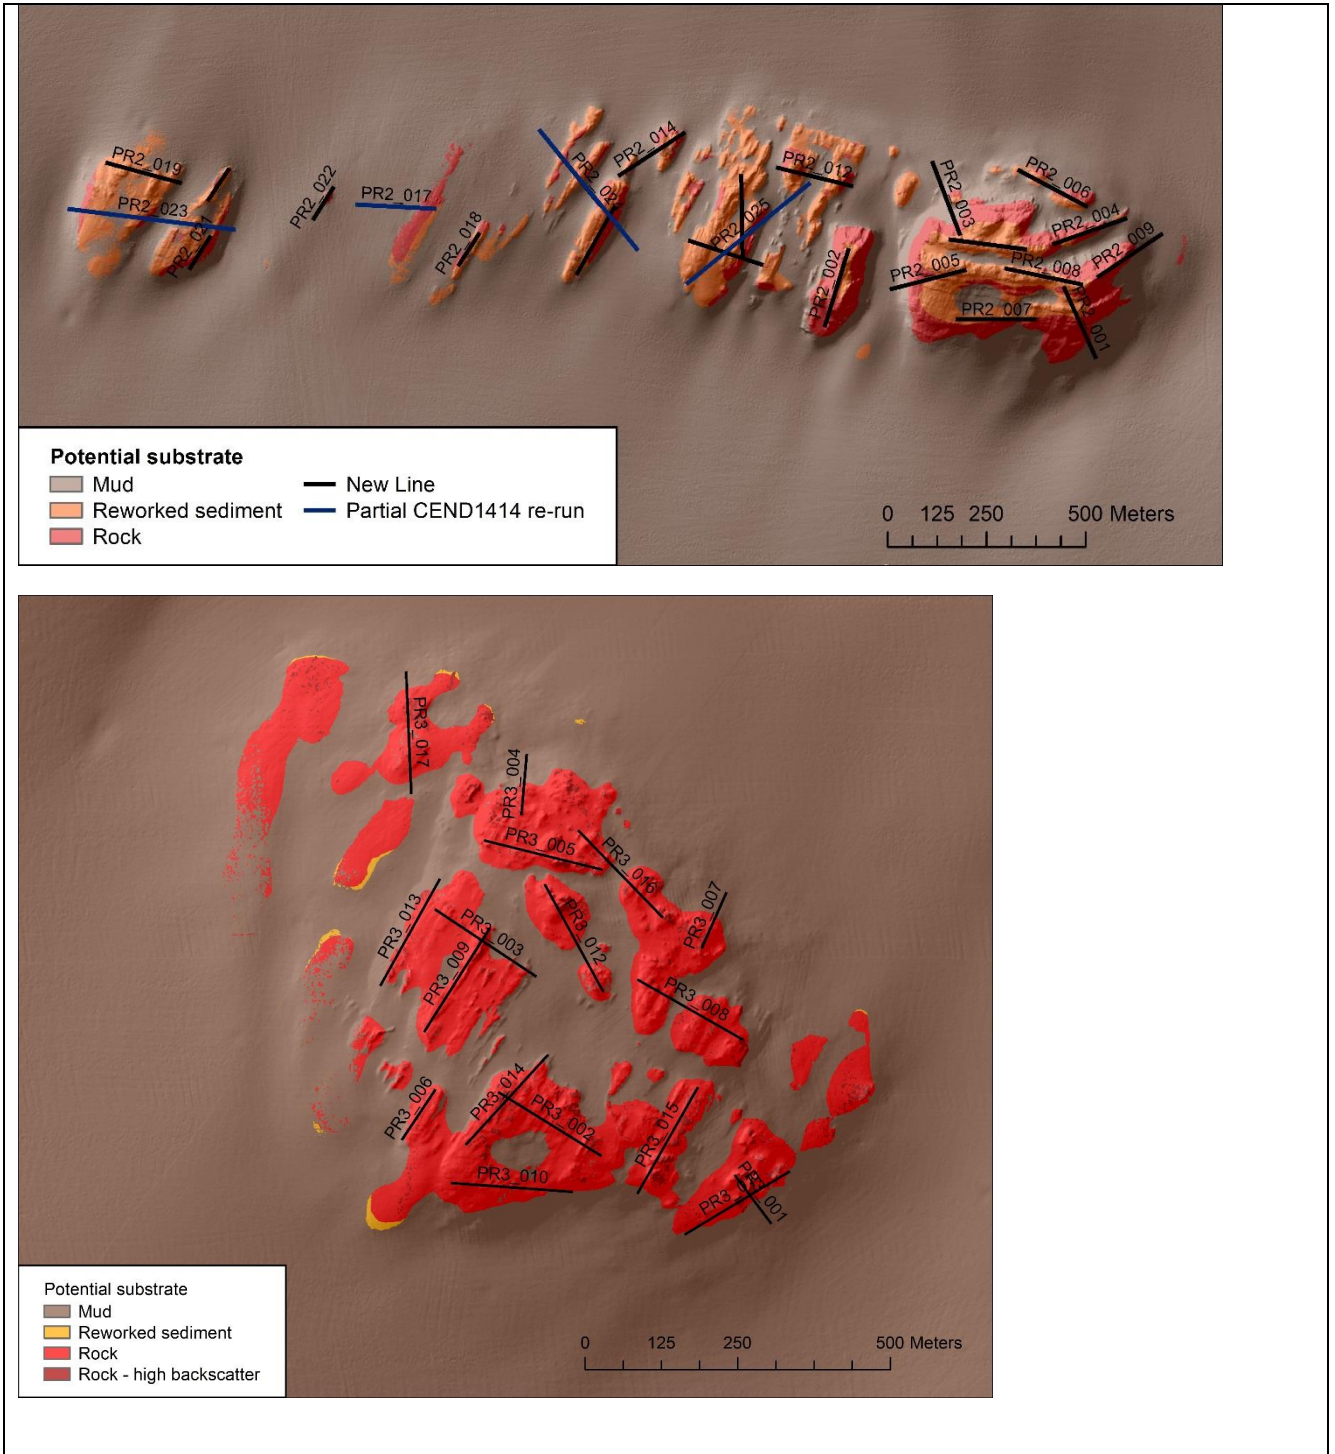 PR2_019
PR2_023
PR2_021
PR2_022
PR2_017
PR2_018
PR2_014
PR2_012
PR2_025
PR2_002
PR2_003
PR2_006
PR2_004
PR2_009
PR2_005
PR2_008
PR2_007
PR2_001
Potential substrate
Mud
Reworked sediment
Rock
New Line
Partial CEND1414 re-run
0 125 250 500 Meters
PR3_017
PR3_004
PR3_005
PR3_016
PR3_007
PR3_013
PR3_003
PR3_009
PR3_012
PR3_008
PR3_014
PR3_006
PR3_002
PR3_015
PR3_010
PR3_001
Potential substrate
Mud
Reworked sediment
Rock
Rock - high backscatter
0 125 250 500 Meters